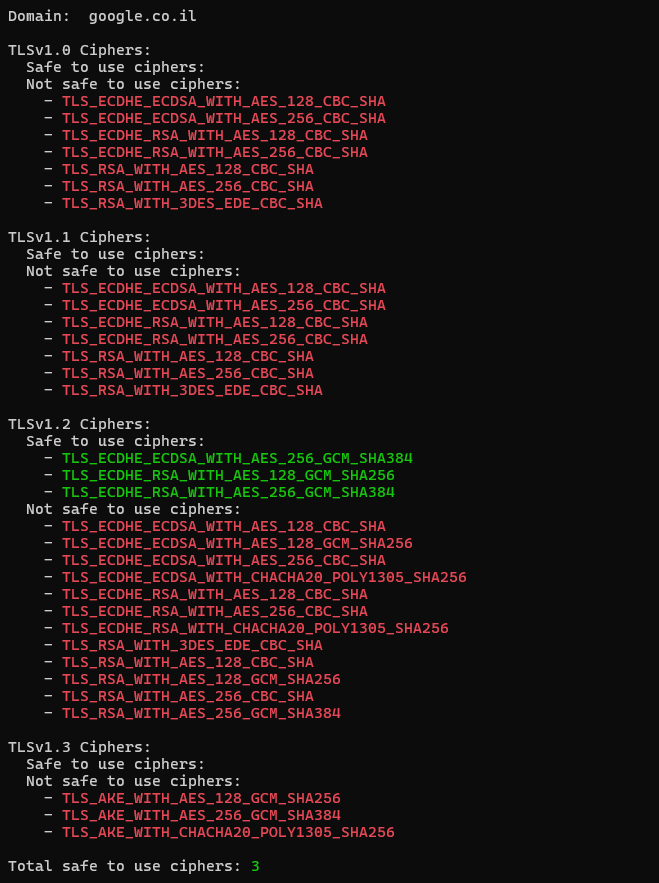 Domain:  google.co.il
TLSv1.0 Ciphers:
Safe to use ciphers:
Not safe to use ciphers:
- TLS_ECDHE_ECDSA_WITH_AES_128_CBC_SHA
- TLS_ECDHE_ECDSA_WITH_AES_256_CBC_SHA
- TLS_ECDHE_RSA_WITH_AES_128_CBC_SHA
- TLS_ECDHE_RSA_WITH_AES_256_CBC_SHA
- TLS_RSA_WITH_AES_128_CBC_SHA
- TLS_RSA_WITH_AES_256_CBC_SHA
- TLS_RSA_WITH_3DES_EDE_CBC_SHA
TLSv1.1 Ciphers:
Safe to use ciphers:
Not safe to use ciphers:
- TLS_ECDHE_ECDSA_WITH_AES_128_CBC_SHA
- TLS_ECDHE_ECDSA_WITH_AES_256_CBC_SHA
- TLS_ECDHE_RSA_WITH_AES_128_CBC_SHA
- TLS_ECDHE_RSA_WITH_AES_256_CBC_SHA
- TLS_RSA_WITH_AES_128_CBC_SHA
- TLS_RSA_WITH_AES_256_CBC_SHA
- TLS_RSA_WITH_3DES_EDE_CBC_SHA
TLSv1.2 Ciphers:
Safe to use ciphers:
- TLS_ECDHE_ECDSA_WITH_AES_256_GCM_SHA384
- TLS_ECDHE_RSA_WITH_AES_128_GCM_SHA256
- TLS_ECDHE_RSA_WITH_AES_256_GCM_SHA384
Not safe to use ciphers:
- TLS_ECDHE_ECDSA_WITH_AES_128_CBC_SHA
- TLS_ECDHE_ECDSA_WITH_AES_128_GCM_SHA256
- TLS_ECDHE_ECDSA_WITH_AES_256_CBC_SHA
- TLS_ECDHE_ECDSA_WITH_CHACHA20_POLY1305_SHA256
- TLS_ECDHE_RSA_WITH_AES_128_CBC_SHA
- TLS_ECDHE_RSA_WITH_AES_256_CBC_SHA
- TLS_ECDHE_RSA_WITH_CHACHA20_POLY1305_SHA256
- TLS_RSA_WITH_3DES_EDE_CBC_SHA
- TLS_RSA_WITH_AES_128_CBC_SHA
- TLS_RSA_WITH_AES_128_GCM_SHA256
- TLS_RSA_WITH_AES_256_CBC_SHA
- TLS_RSA_WITH_AES_256_GCM_SHA384
TLSv1.3 Ciphers:
Safe to use ciphers:
Not safe to use ciphers:
- TLS_AKE_WITH_AES_128_GCM_SHA256
- TLS_AKE_WITH_AES_256_GCM_SHA384
- TLS_AKE_WITH_CHACHA20_POLY1305_SHA256
Total safe to use ciphers: 3